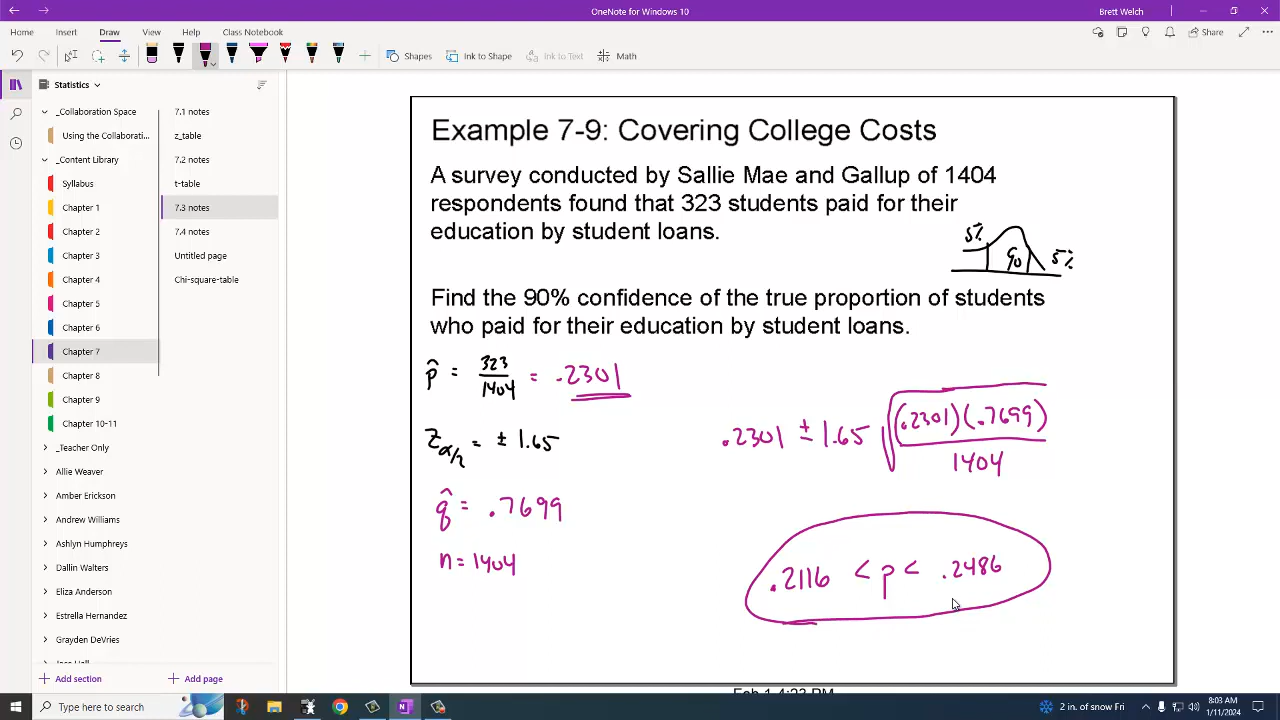 OneNote for Windows 10
Brett Welch
Home Insert Draw View Help Class Notebook
Share
Shapes Ink to Shape Ink to Text Math
Statistics
_Collaboration Space
Using the Collaborati...
_Content Library
Syllabus
Chapter 1
Chapter 2
Chapter 3
Chapter 4
Chapter 5
Chapter 6
Chapter 7
Chapter 8
Chapter 9
Chapter 10-11
_Teacher Only
Allie Weaver
Amber Erickson
Andrew Williams
Ashlyn Humphreys
Dallin Walters
Eliza Anderson
Estrella Hernandez
Grayden DeVries
Add section
7.1 notes
z_table
7.2 notes
t-table
7.3 notes
7.4 notes
Untitled page
Chi-square-table
Add page
Example 7-9: Covering College Costs
A survey conducted by Sallie Mae and Gallup of 1404
respondents found that 323 students paid for their
education by student loans.
5% 90 5%
Find the 90% confidence of the true proportion of students
who paid for their education by student loans.
p̂ = 323/1404 = .2301
zα/2 = ± 1.65
q̂ = .7699
n = 1404
.2301 ± 1.65 √((.2301)(.7699)/1404)
.2116 < p < .2486
Feb 1-4:23 PM
Type here to search
2 in. of snow Fri
8:03 AM
1/11/2024